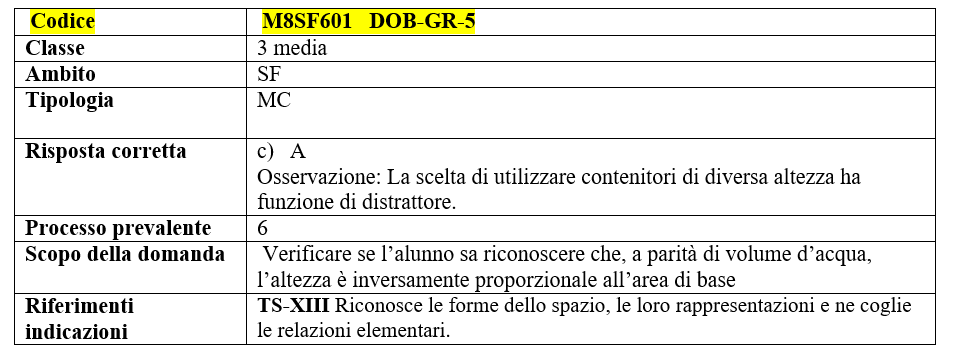 Codice M8SF601 DOB-GR-5
Classe 3 media
Ambito SF
Tipologia MC
Risposta corretta c) A
Osservazione: La scelta di utilizzare contenitori di diversa altezza ha
funzione di distrattore.
Processo prevalente 6
Scopo della domanda Verificare se l’alunno sa riconoscere che, a parità di volume d’acqua,
l’altezza è inversamente proporzionale all’area di base
Riferimenti
indicazioni
TS-XIII Riconosce le forme dello spazio, le loro rappresentazioni e ne coglie
le relazioni elementari.